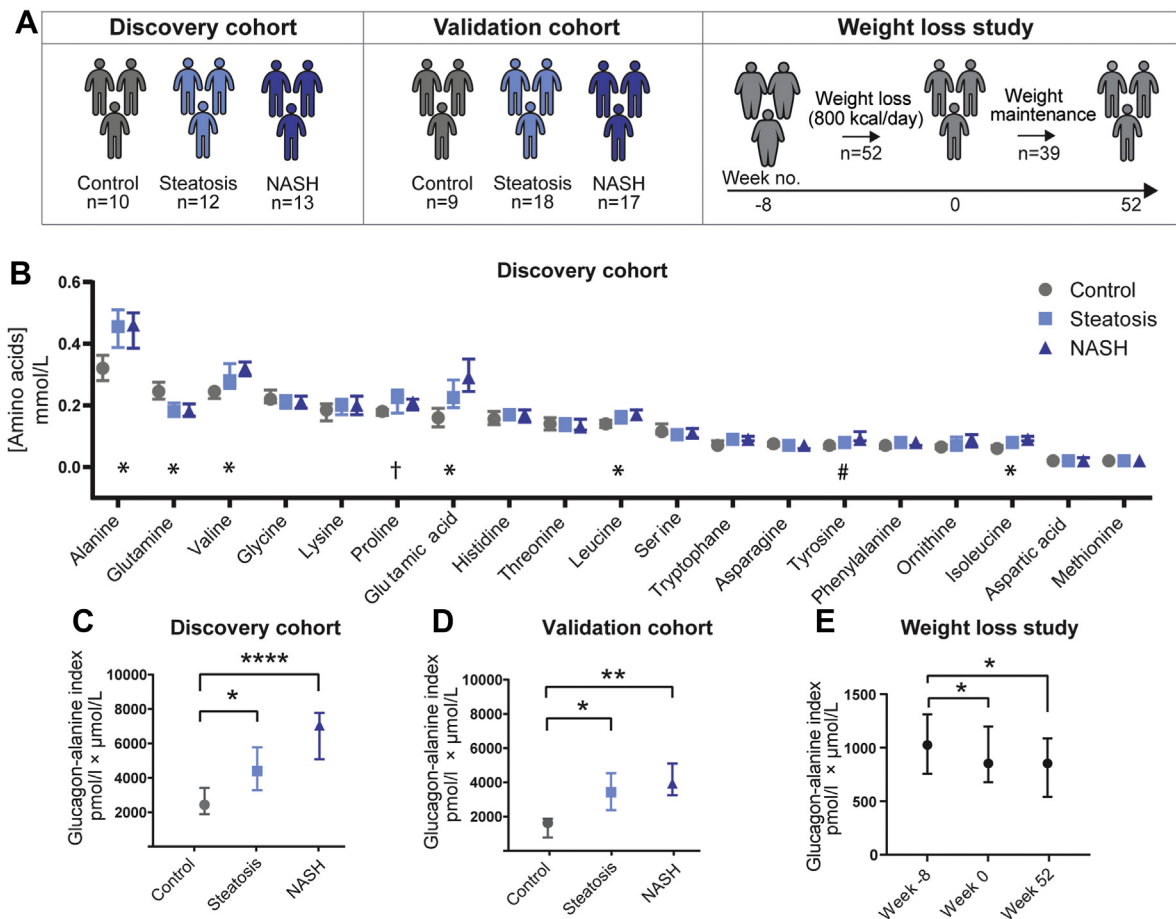 A
Discovery cohort
Validation cohort
Weight loss study
Control
n=10
Steatosis
n=12
NASH
n=13
Control
n=9
Steatosis
n=18
NASH
n=17
Weight loss
(800 kcal/day)
n=52
Weight
maintenance
n=39
Week no.
-8
0
52
B
Discovery cohort
[Amino acids]
mmol/L
0.6
0.4
0.2
0.0
Control
Steatosis
NASH
*
*
*
†
*
*
#
*
Alanine
Glutamine
Valine
Glycine
Lysine
Proline
Glu tamic acid
Histidine
Threonine
Leucine
Ser ine
Tryptophane
Asparagine
Tyrosine
Phenylalanine
Ornithine
Isoleucine
Aspartic acid
Methionine
C
Discovery cohort
Glucagon-alanine index
pmol/l × µmol/L
10000
8000
6000
4000
2000
****
*
Control
Steatosis
NASH
D
Validation cohort
Glucagon-alanine index
pmol/l × µmol/L
10000
8000
6000
4000
2000
**
*
Control
Steatosis
NASH
E
Weight loss study
Glucagon-alanine index
pmol/l × µmol/L
1500
1000
500
0
*
*
Week -8
Week 0
Week 52